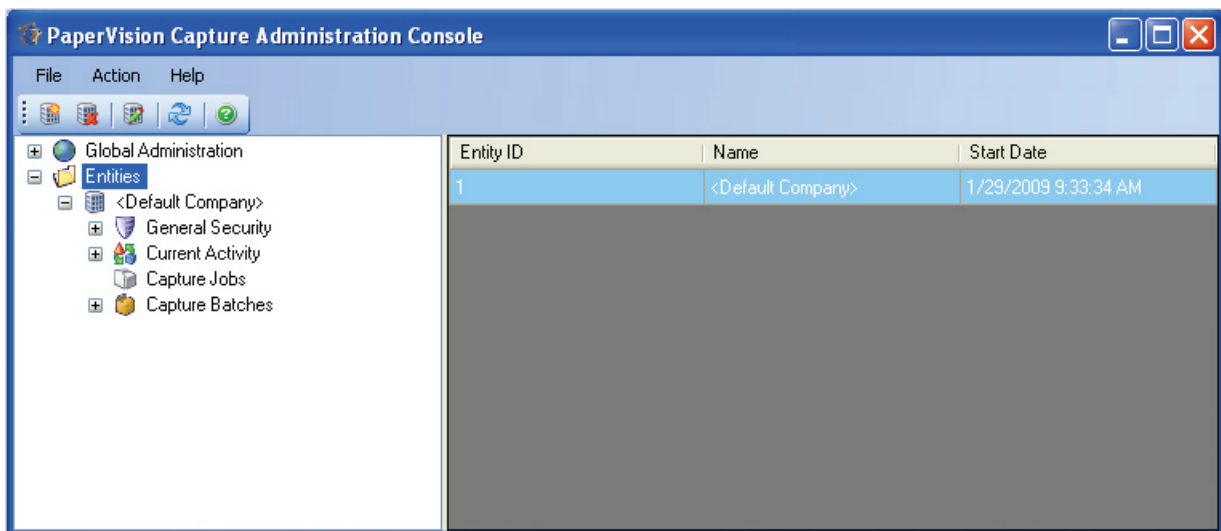 PaperVision Capture Administration Console
File Action Help
Global Administration
Entities
<Default Company>
General Security
Current Activity
Capture Jobs
Capture Batches
Entity ID Name Start Date
1 <Default Company> 1/29/2009 9:33:34 AM